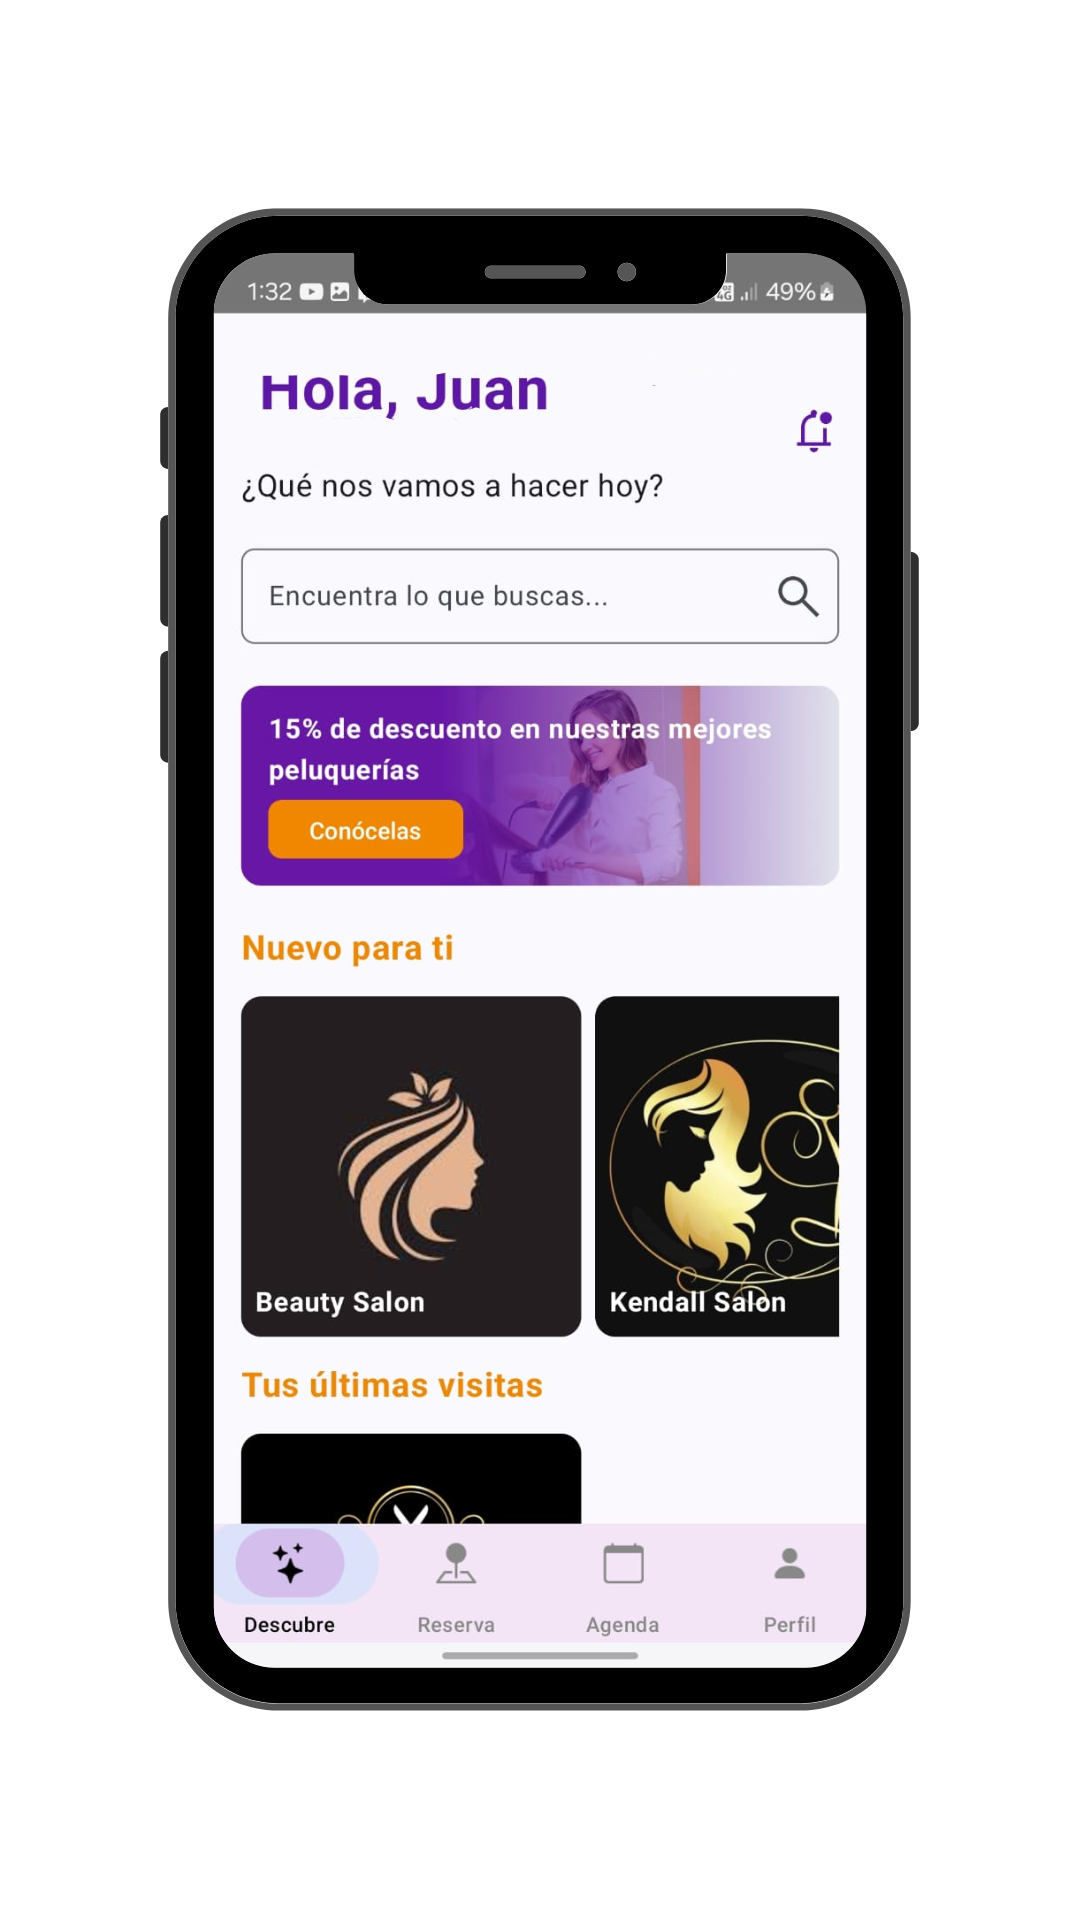 1:32
4G
49%
Hola, Juan
¿Qué nos vamos a hacer hoy?
Encuentra lo que buscas...
15% de descuento en nuestras mejores
peluquerías
Conócelas
Nuevo para ti
Beauty Salon
Kendall Salon
Tus últimas visitas
Descubre
Reserva
Agenda
Perfil